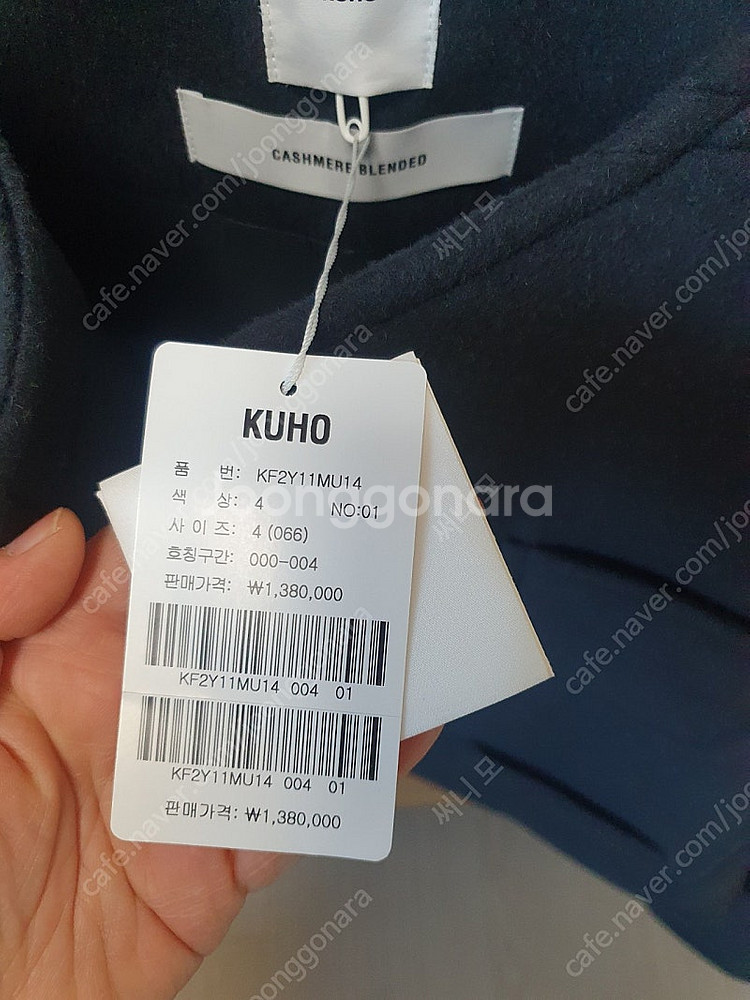 KUHO
CASHMERE BLENDED
KUHO
품 번: KF2Y11MU14
색 상: 4 NO:01
사 이 즈: 4 (066)
호칭구간: 000-004
판매가격: ₩1,380,000
KF2Y11MU14 004 01
KF2Y11MU14 004 01
판매가격: ₩1,380,000
Joonggonara
cafe.naver.com/joonggonara
써니모